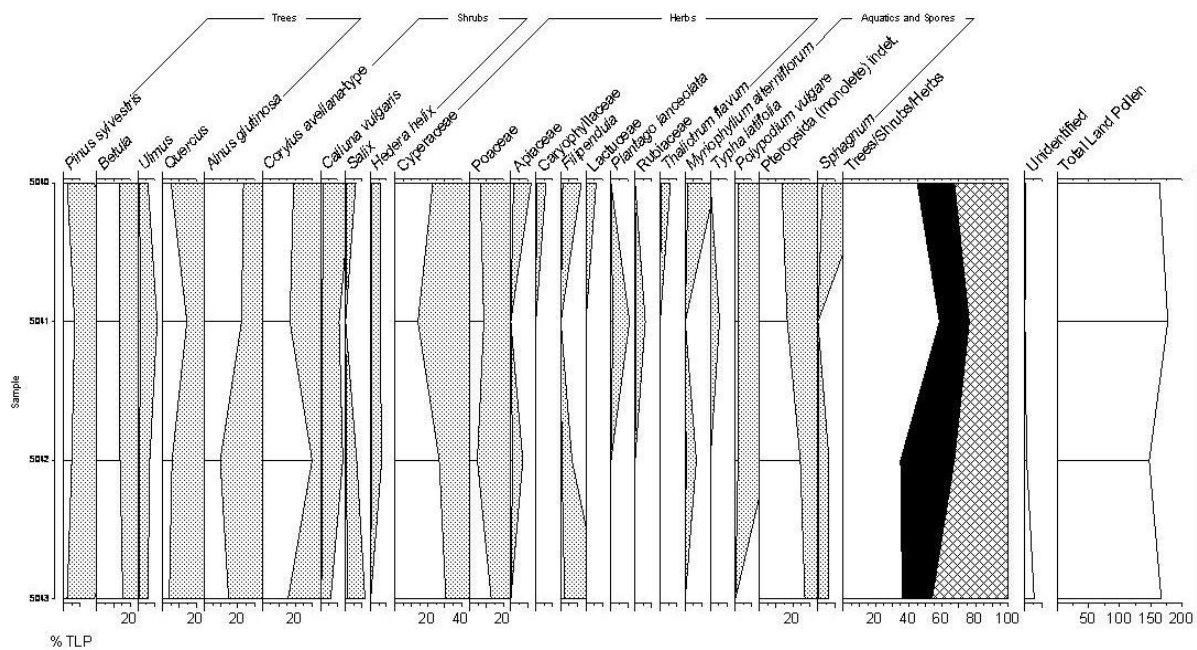 Trees Shrubs Herbs Aquatics and Spores
Pinus sylvestris
Betula
Ulmus
Quercus
Alnus glutinosa
Corylus avellana-type
Calluna vulgaris
Salix
Hedera helix
Cyperaceae
Poaceae
Apiaceae
Caryophyllaceae
Filipendula
Lactuceae
Plantago lanceolata
Rubiaceae
Thalictrum flavum
Myriophyllum alterniflorum
Typha latifolia
Polypodium vulgare
Pteropsida (monolete) indet.
Sphagnum
Trees/Shrubs/Herbs
Unidentified
Total Land Pollen
5010
5011
Sample
5012
5013
20 20 20 20 20 40 20 20 20 40 60 80 100 50 100 150 200
% TLP